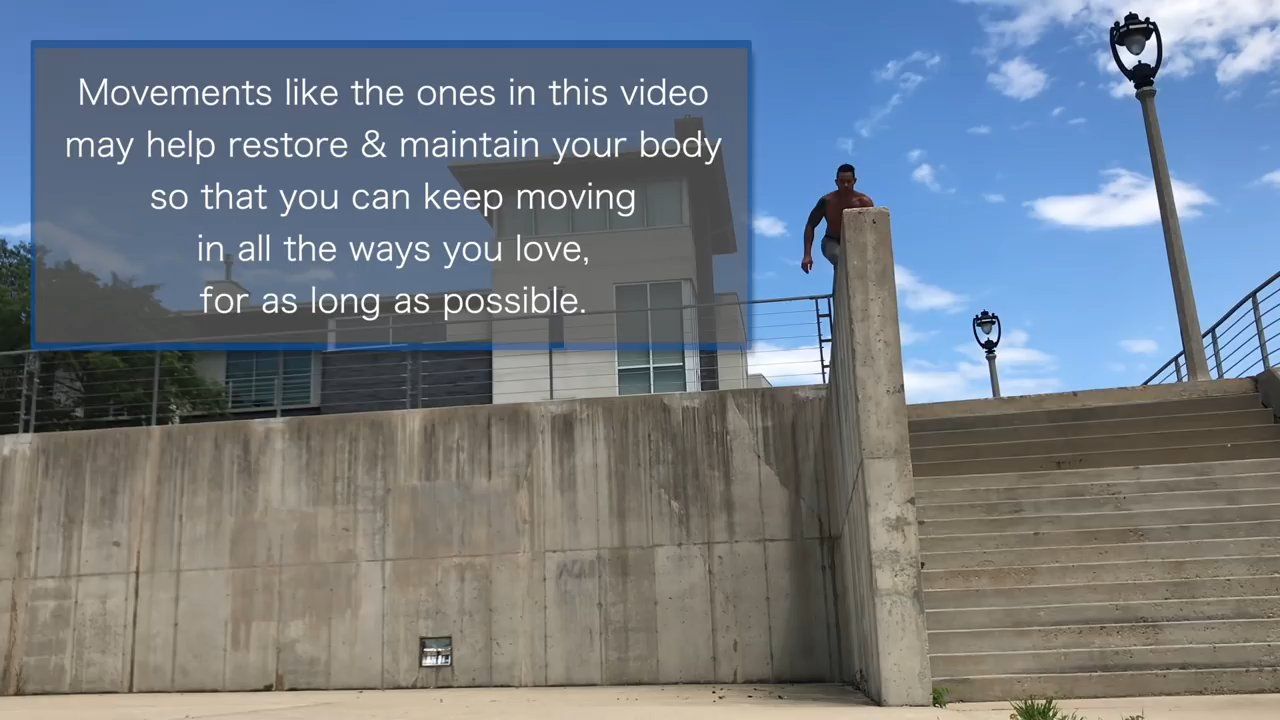 Movements like the ones in this video
may help restore & maintain your body
so that you can keep moving
in all the ways you love,
for as long as possible.